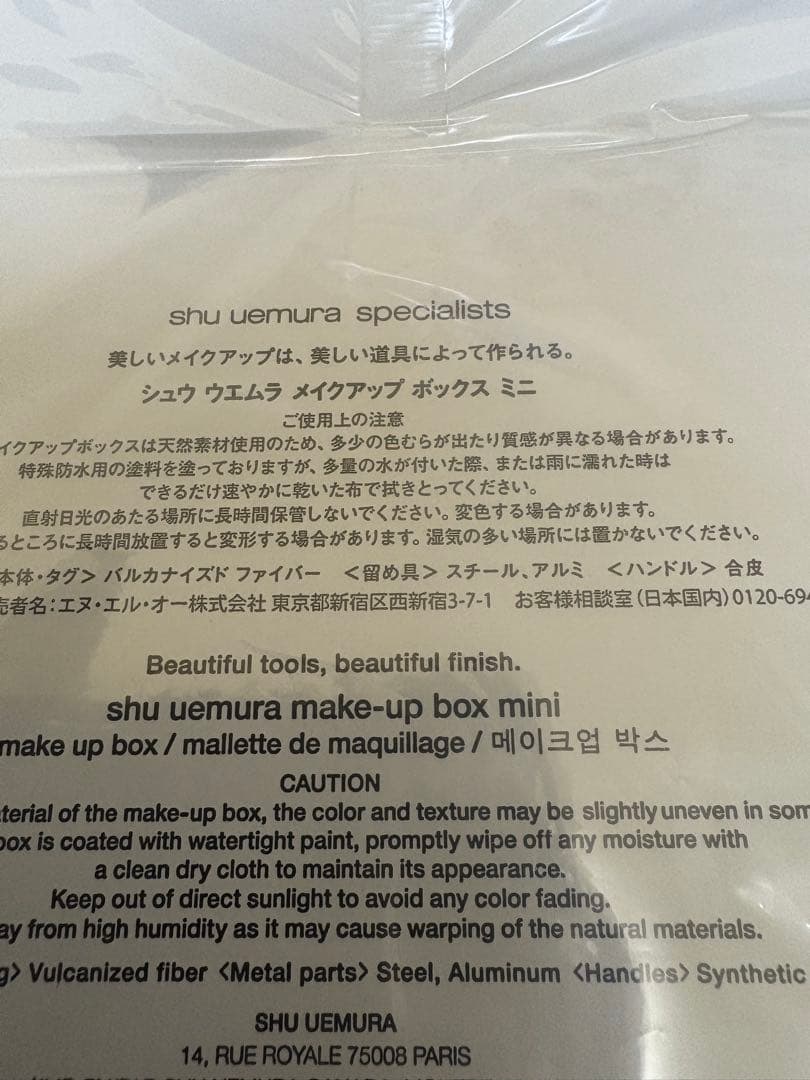 shu uemura specialists
美しいメイクアップは、美しい道具によって作られる。
シュウ ウエムラ メイクアップ ボックス ミニ
ご使用上の注意
イクアップボックスは天然素材使用のため、多少の色むらが出たり質感が異なる場合があります。
特殊防水用の塗料を塗っておりますが、多量の水が付いた際、または雨に濡れた時は
できるだけ速やかに乾いた布で拭きとってください。
直射日光のあたる場所に長時間保管しないでください。変色する場合があります。
るところに長時間放置すると変形する場合があります。湿気の多い場所には置かないでください。
本体・タグ＞ バルカナイズド ファイバー ＜留め具＞ スチール、アルミ ＜ハンドル＞ 合皮
売者名：エヌ・エル・オー株式会社 東京都新宿区西新宿3-7-1 お客様相談室（日本国内）0120-694
Beautiful tools, beautiful finish.
shu uemura make-up box mini
make up box / mallette de maquillage / 메이크업 박스
CAUTION
terial of the make-up box, the color and texture may be slightly uneven in som
box is coated with watertight paint, promptly wipe off any moisture with
a clean dry cloth to maintain its appearance.
Keep out of direct sunlight to avoid any color fading.
ay from high humidity as it may cause warping of the natural materials.
g> Vulcanized fiber <Metal parts> Steel, Aluminum <Handles> Synthetic
SHU UEMURA
14, RUE ROYALE 75008 PARIS